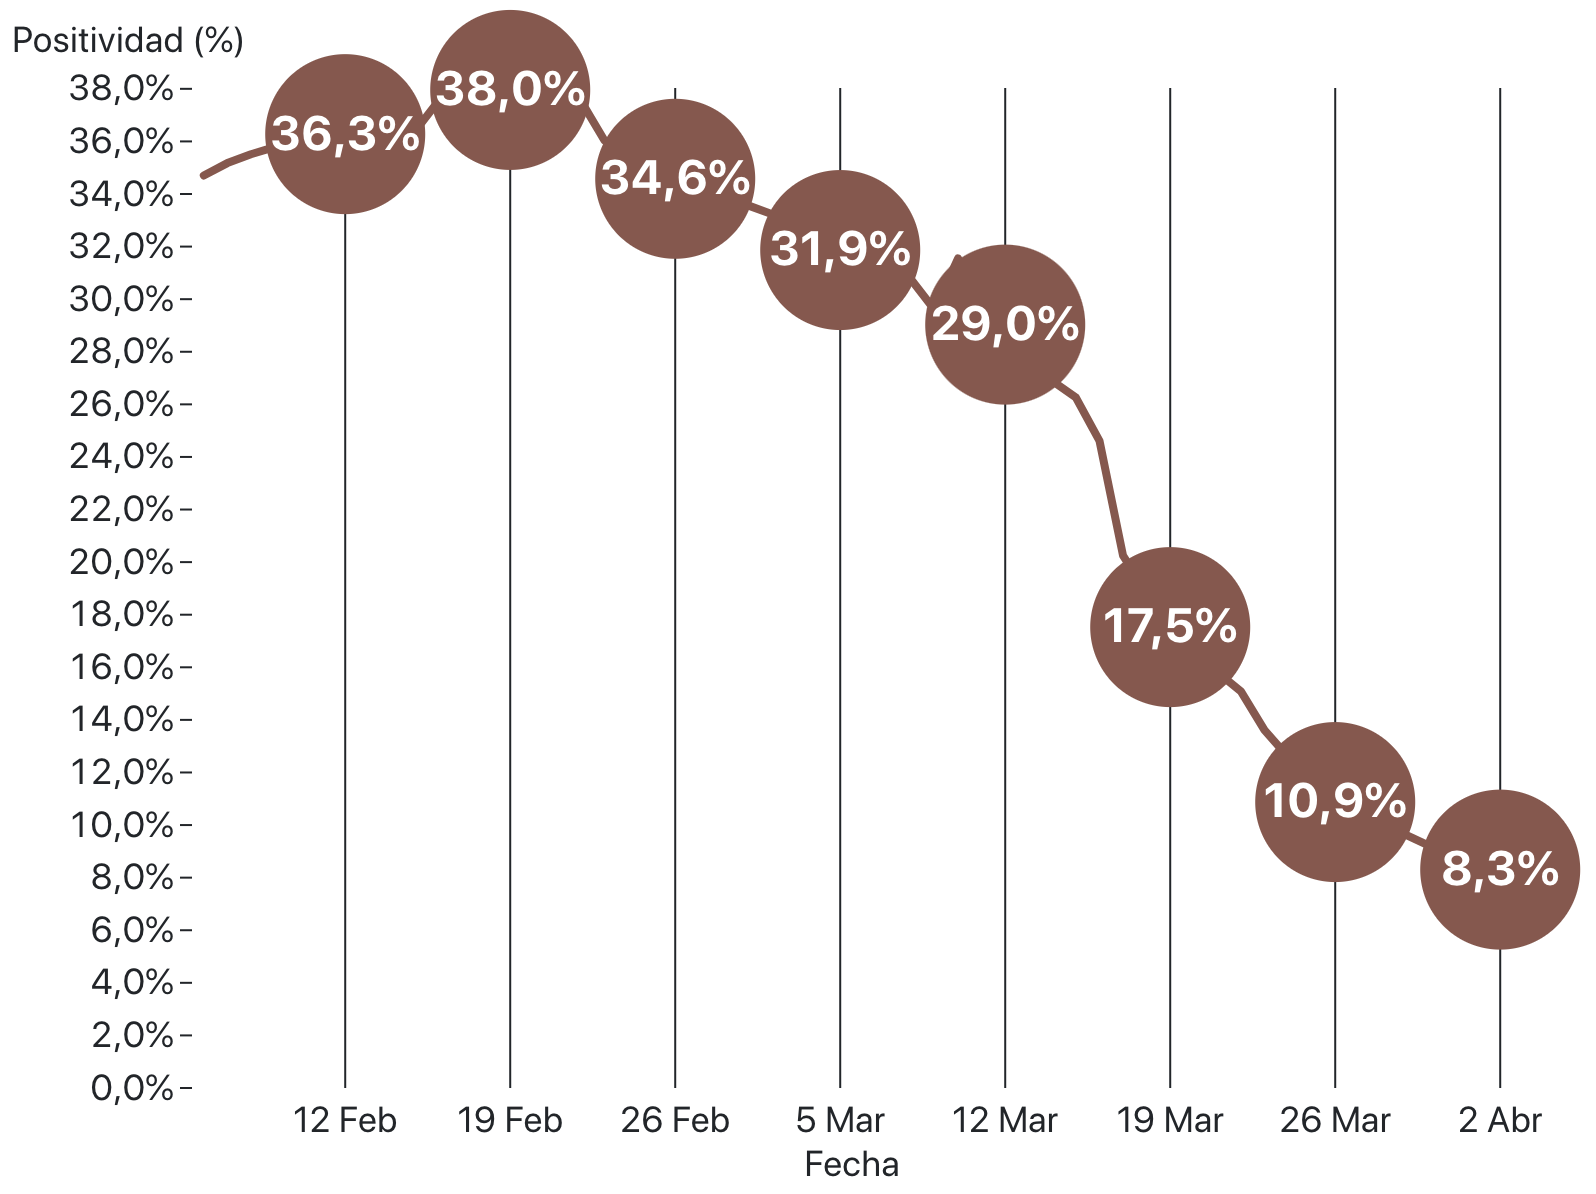 Positividad (%)
38,0%
36,0%
34,0%
32,0%
30,0%
28,0%
26,0%
24,0%
22,0%
20,0%
18,0%
16,0%
14,0%
12,0%
10,0%
8,0%
6,0%
4,0%
2,0%
0,0%
36,3%
38,0%
34,6%
31,9%
29,0%
17,5%
10,9%
8,3%
12 Feb
19 Feb
26 Feb
5 Mar
12 Mar
19 Mar
26 Mar
2 Abr
Fecha